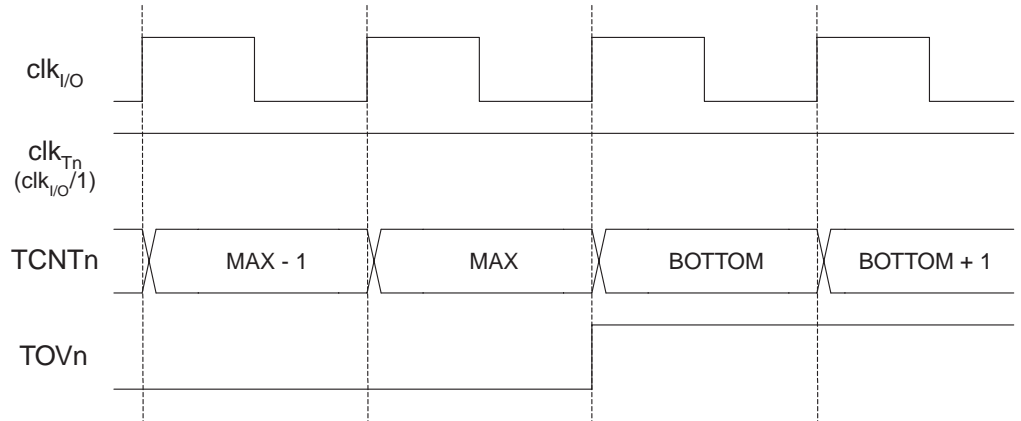 clkI/O
clkTn
(clkI/O/1)
TCNTn
MAX - 1
MAX
BOTTOM
BOTTOM + 1
TOVn